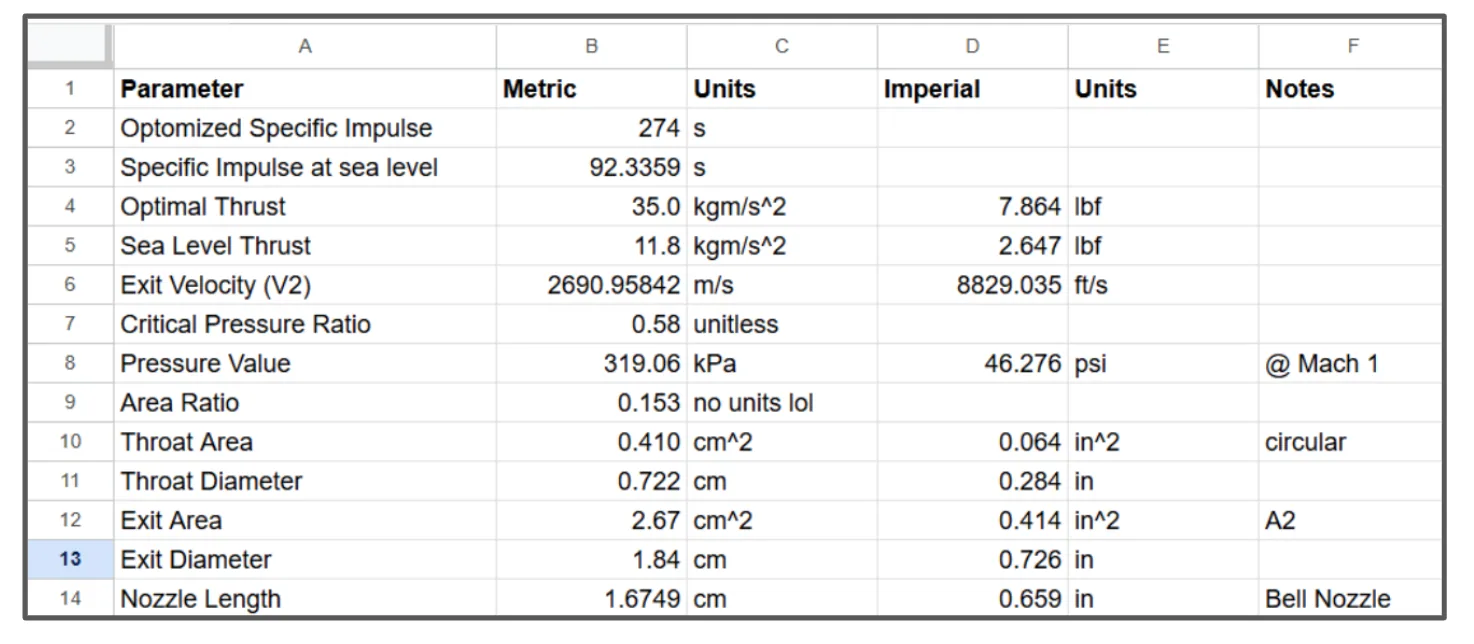 A B C D E F
1 Parameter Metric Units Imperial Units Notes
2 Optomized Specific Impulse 274 s
3 Specific Impulse at sea level 92.3359 s
4 Optimal Thrust 35.0 kgm/s^2 7.864 lbf
5 Sea Level Thrust 11.8 kgm/s^2 2.647 lbf
6 Exit Velocity (V2) 2690.95842 m/s 8829.035 ft/s
7 Critical Pressure Ratio 0.58 unitless
8 Pressure Value 319.06 kPa 46.276 psi @ Mach 1
9 Area Ratio 0.153 no units lol
10 Throat Area 0.410 cm^2 0.064 in^2 circular
11 Throat Diameter 0.722 cm 0.284 in
12 Exit Area 2.67 cm^2 0.414 in^2 A2
13 Exit Diameter 1.84 cm 0.726 in
14 Nozzle Length 1.6749 cm 0.659 in Bell Nozzle